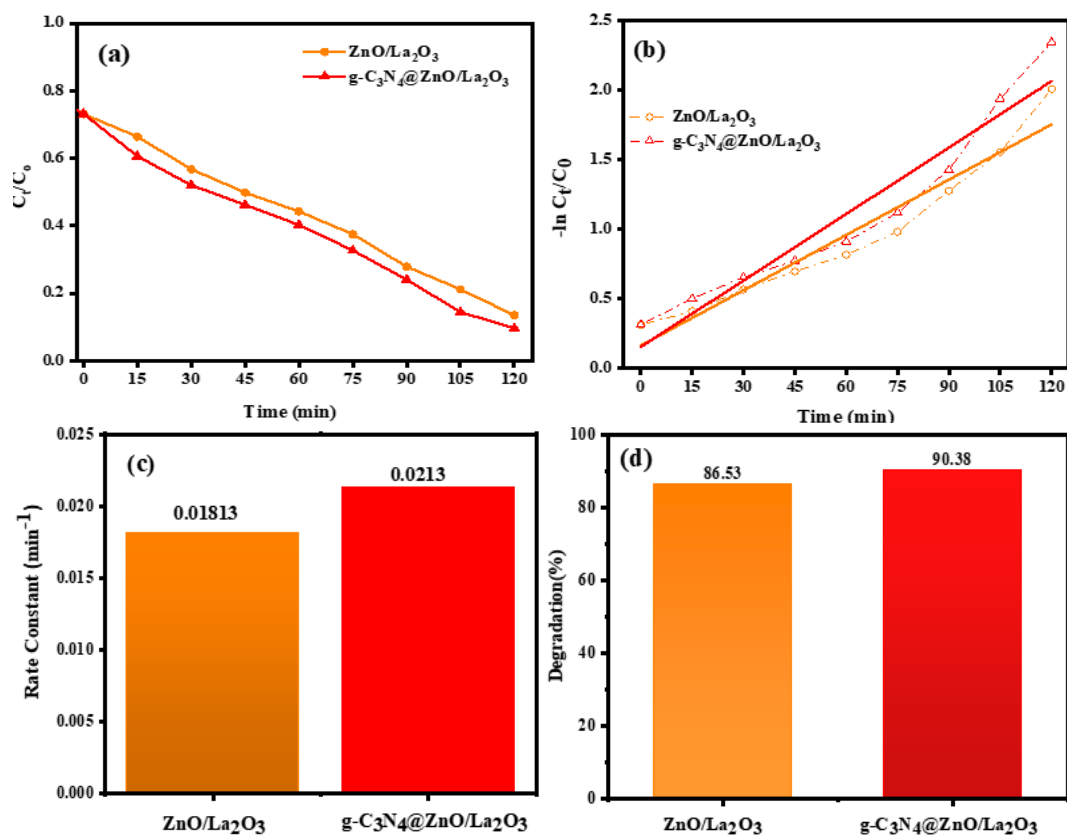 (a)
ZnO/La₂O₃
g-C₃N₄@ZnO/La₂O₃
Cₜ/Cₒ
1.0
0.8
0.6
0.4
0.2
0.0
0 15 30 45 60 75 90 105 120
Time (min)
(b)
ZnO/La₂O₃
g-C₃N₄@ZnO/La₂O₃
-ln Cₜ/C₀
2.5
2.0
1.5
1.0
0.5
0.0
0 15 30 45 60 75 90 105 120
Time (min)
(c)
0.01813
0.0213
Rate Constant (min⁻¹)
0.025
0.020
0.015
0.010
0.005
0.000
ZnO/La₂O₃ g-C₃N₄@ZnO/La₂O₃
(d)
86.53
90.38
Degradation(%)
100
80
60
40
20
0
ZnO/La₂O₃ g-C₃N₄@ZnO/La₂O₃